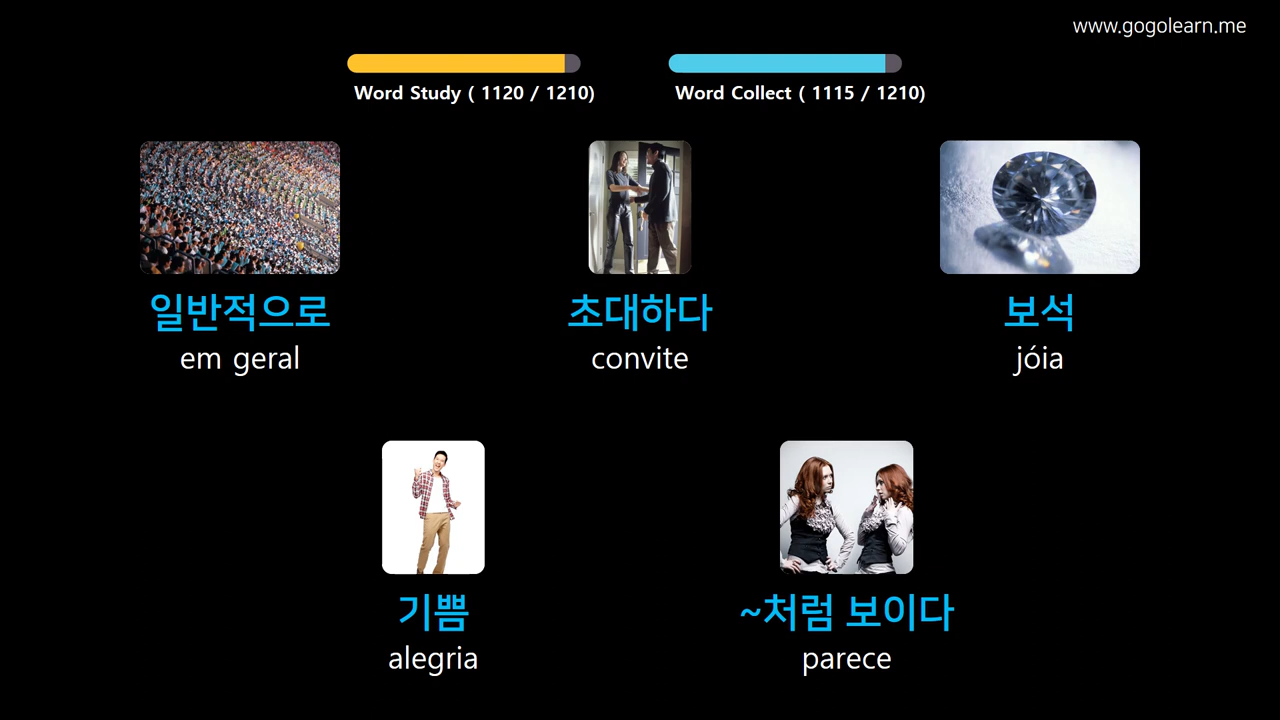 www.gogolearn.me
Word Study ( 1120 / 1210)
Word Collect ( 1115 / 1210)
일반적으로
em geral
초대하다
convite
보석
jóia
기쁨
alegria
~처럼 보이다
parece